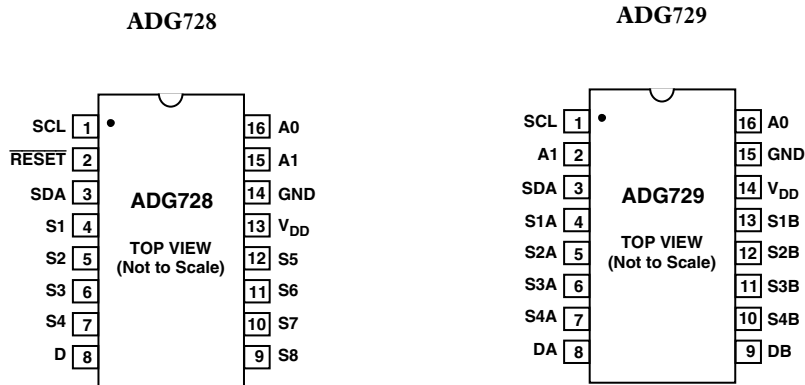 ADG728
SCL 1 16 A0
RESET 2 15 A1
SDA 3 14 GND
S1 4 13 VDD
S2 5 12 S5
S3 6 11 S6
S4 7 10 S7
D 8 9 S8
ADG728
TOP VIEW
(Not to Scale)
ADG729
SCL 1 16 A0
A1 2 15 GND
SDA 3 14 VDD
S1A 4 13 S1B
S2A 5 12 S2B
S3A 6 11 S3B
S4A 7 10 S4B
DA 8 9 DB
ADG729
TOP VIEW
(Not to Scale)